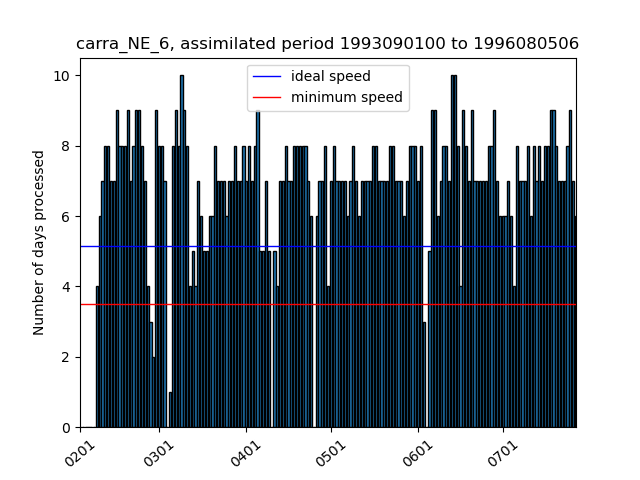 carra_NE_6, assimilated period 1993090100 to 1996080506
ideal speed
minimum speed
Number of days processed
10
8
6
4
2
0
0201 0301 0401 0501 0601 0701